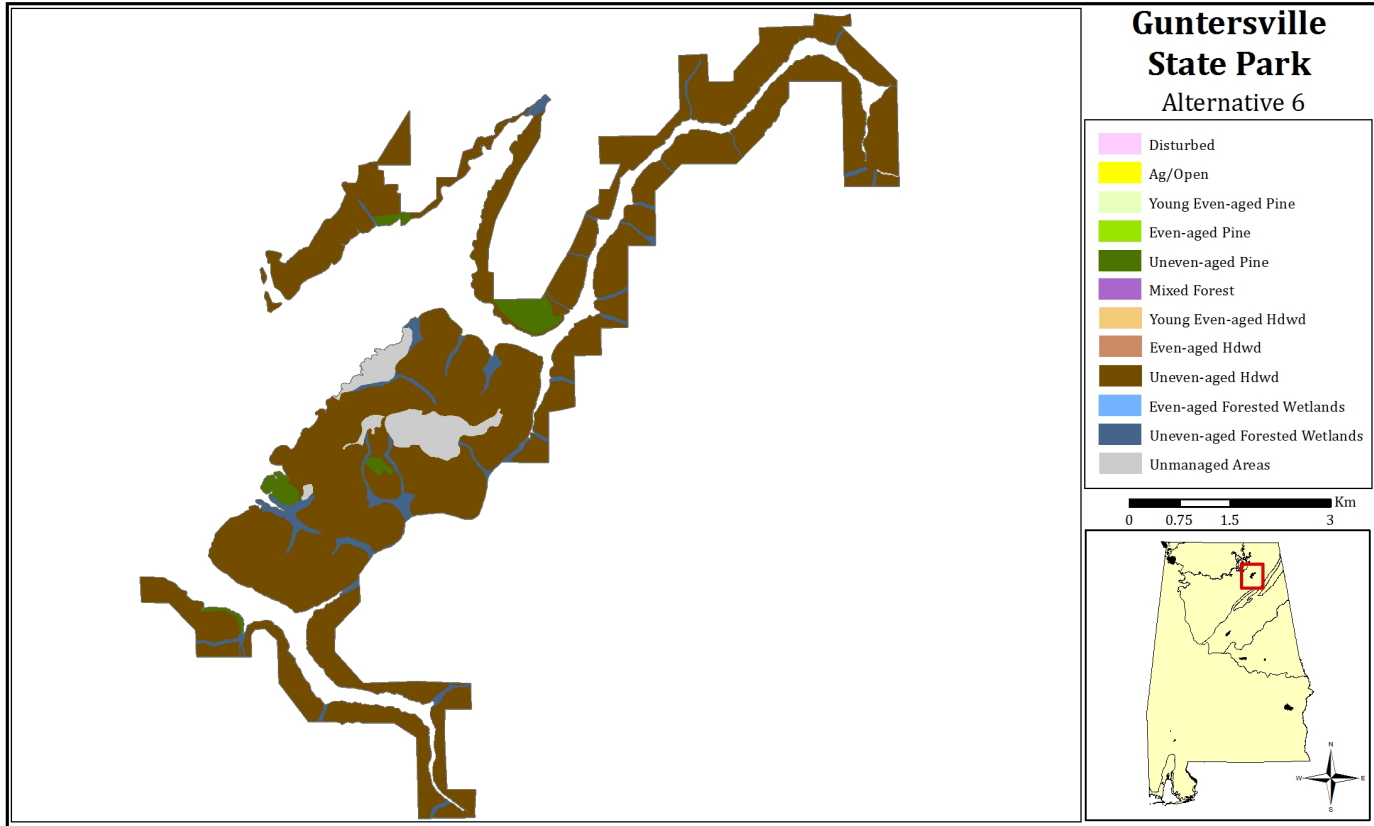 Guntersville
State Park
Alternative 6
Disturbed
Ag/Open
Young Even-aged Pine
Even-aged Pine
Uneven-aged Pine
Mixed Forest
Young Even-aged Hdwd
Even-aged Hdwd
Uneven-aged Hdwd
Even-aged Forested Wetlands
Uneven-aged Forested Wetlands
Unmanaged Areas
Km
0 0.75 1.5 3
N
W E
S